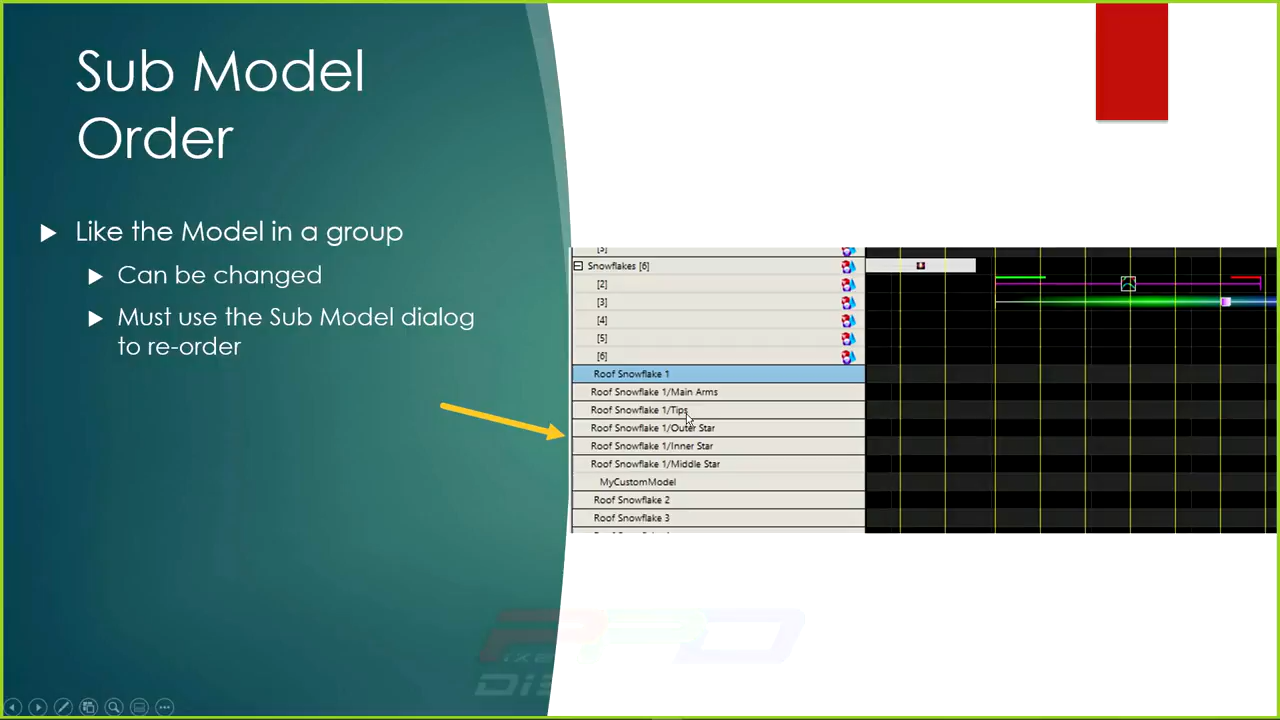 Sub Model
Order
Like the Model in a group
Can be changed
Must use the Sub Model dialog
to re-order
Snowflakes [6]
[2]
[3]
[4]
[5]
[6]
Roof Snowflake 1
Roof Snowflake 1/Main Arms
Roof Snowflake 1/Tips
Roof Snowflake 1/Outer Star
Roof Snowflake 1/Inner Star
Roof Snowflake 1/Middle Star
MyCustomModel
Roof Snowflake 2
Roof Snowflake 3